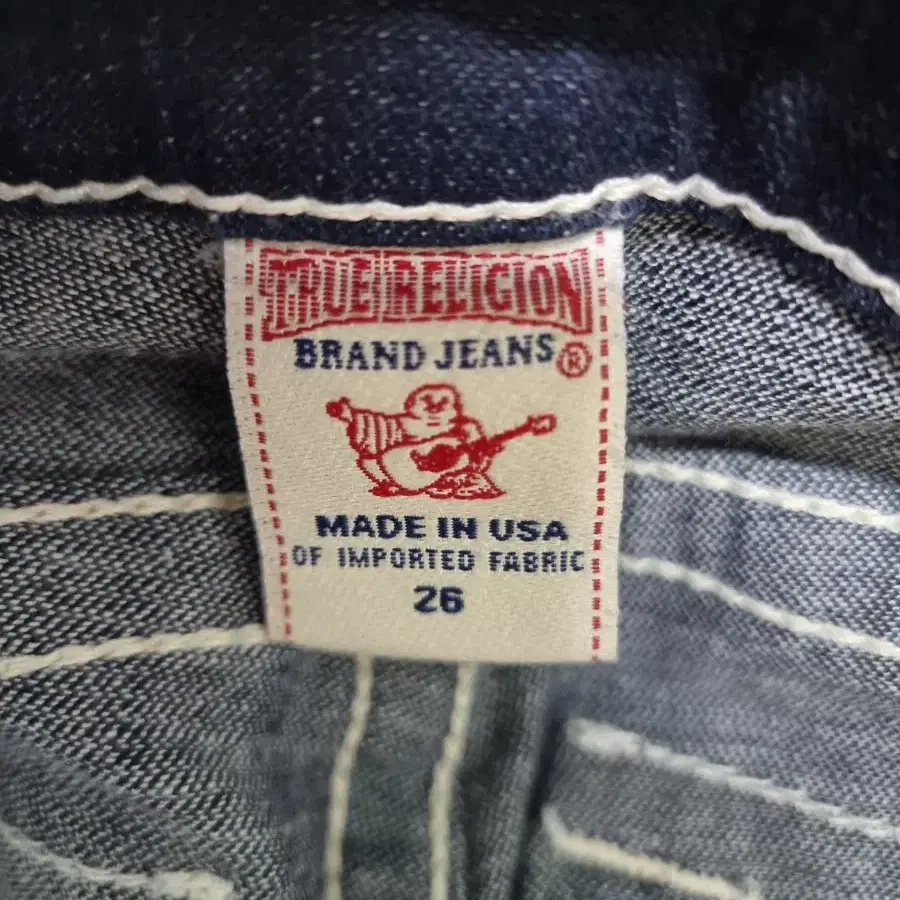 TRUE RELIGION
BRAND JEANS ®
MADE IN USA
OF IMPORTED FABRIC
26